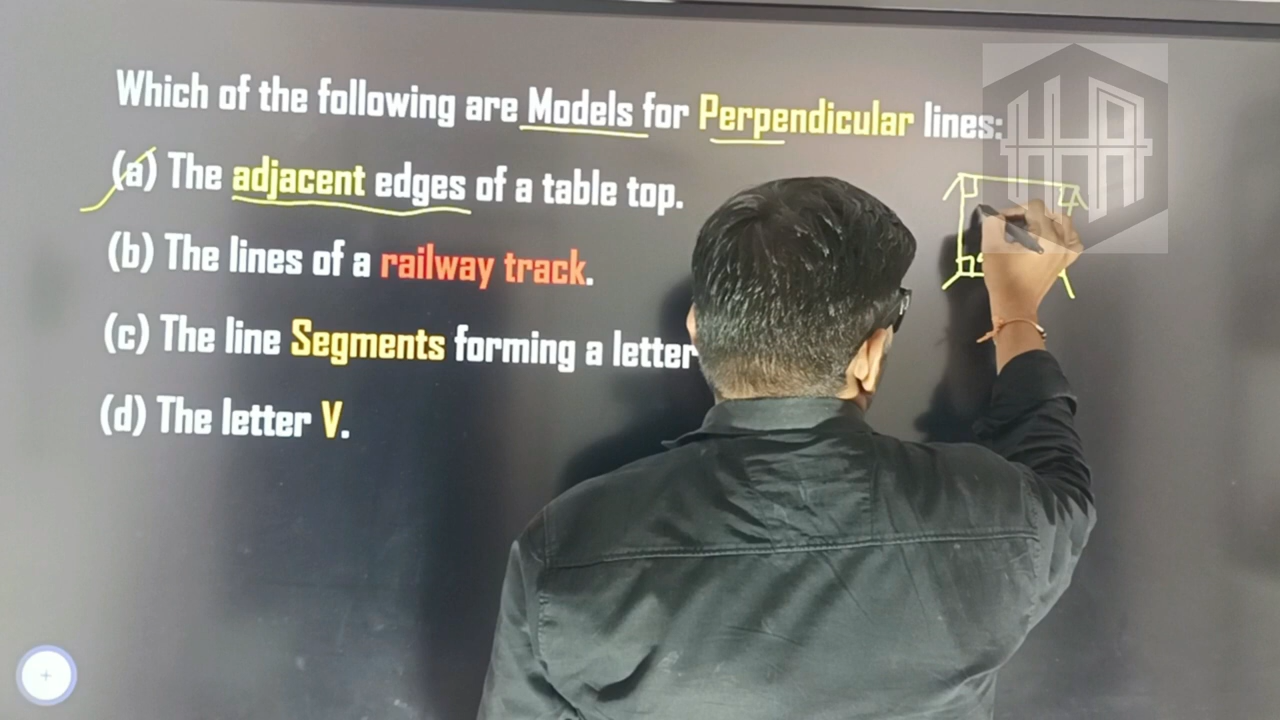 Which of the following are Models for Perpendicular lines:
(a) The adjacent edges of a table top.
(b) The lines of a railway track.
(c) The line Segments forming a letter
(d) The letter V.